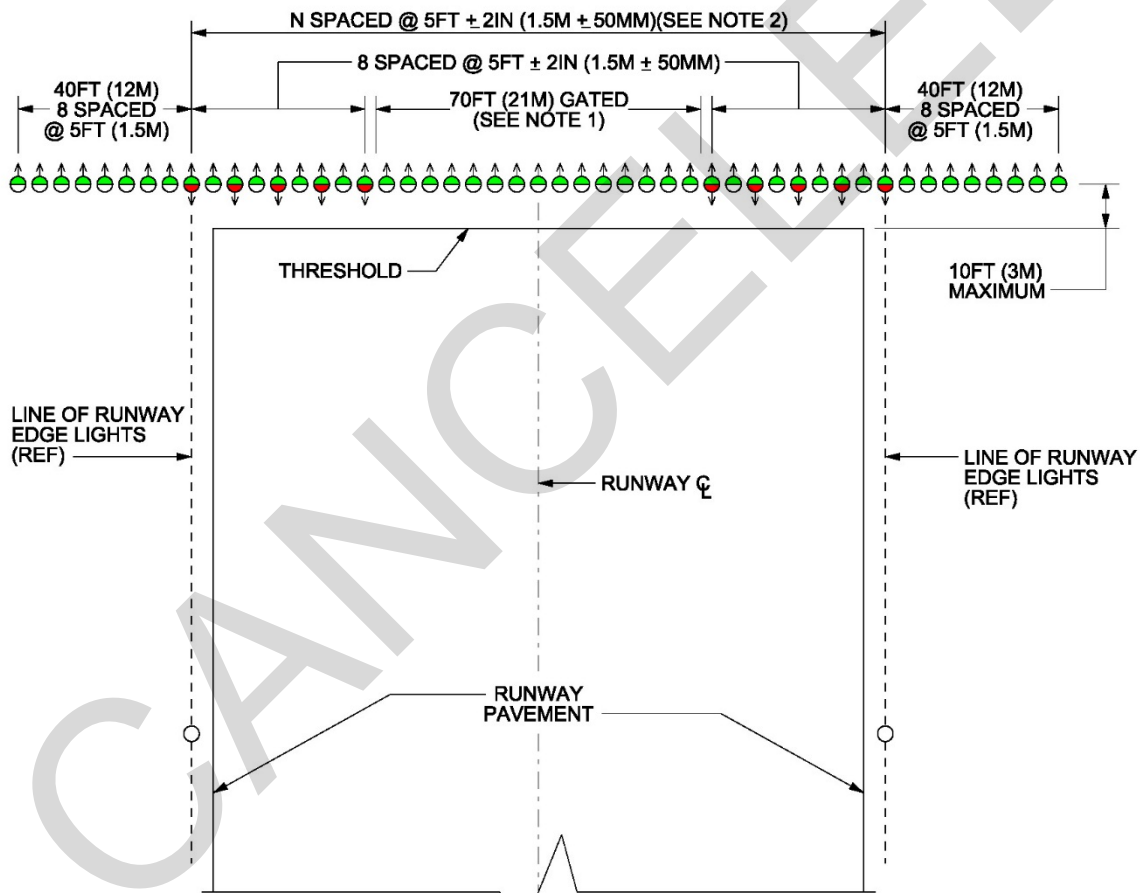 N SPACED @ 5FT ± 2IN (1.5M ± 50MM)(SEE NOTE 2)
8 SPACED @ 5FT ± 2IN (1.5M ± 50MM)
40FT (12M)
8 SPACED
@ 5FT (1.5M)
70FT (21M) GATED
(SEE NOTE 1)
40FT (12M)
8 SPACED
@ 5FT (1.5M)
THRESHOLD
10FT (3M)
MAXIMUM
LINE OF RUNWAY
EDGE LIGHTS
(REF)
RUNWAY ℄
LINE OF RUNWAY
EDGE LIGHTS
(REF)
RUNWAY
PAVEMENT
CANCELLED